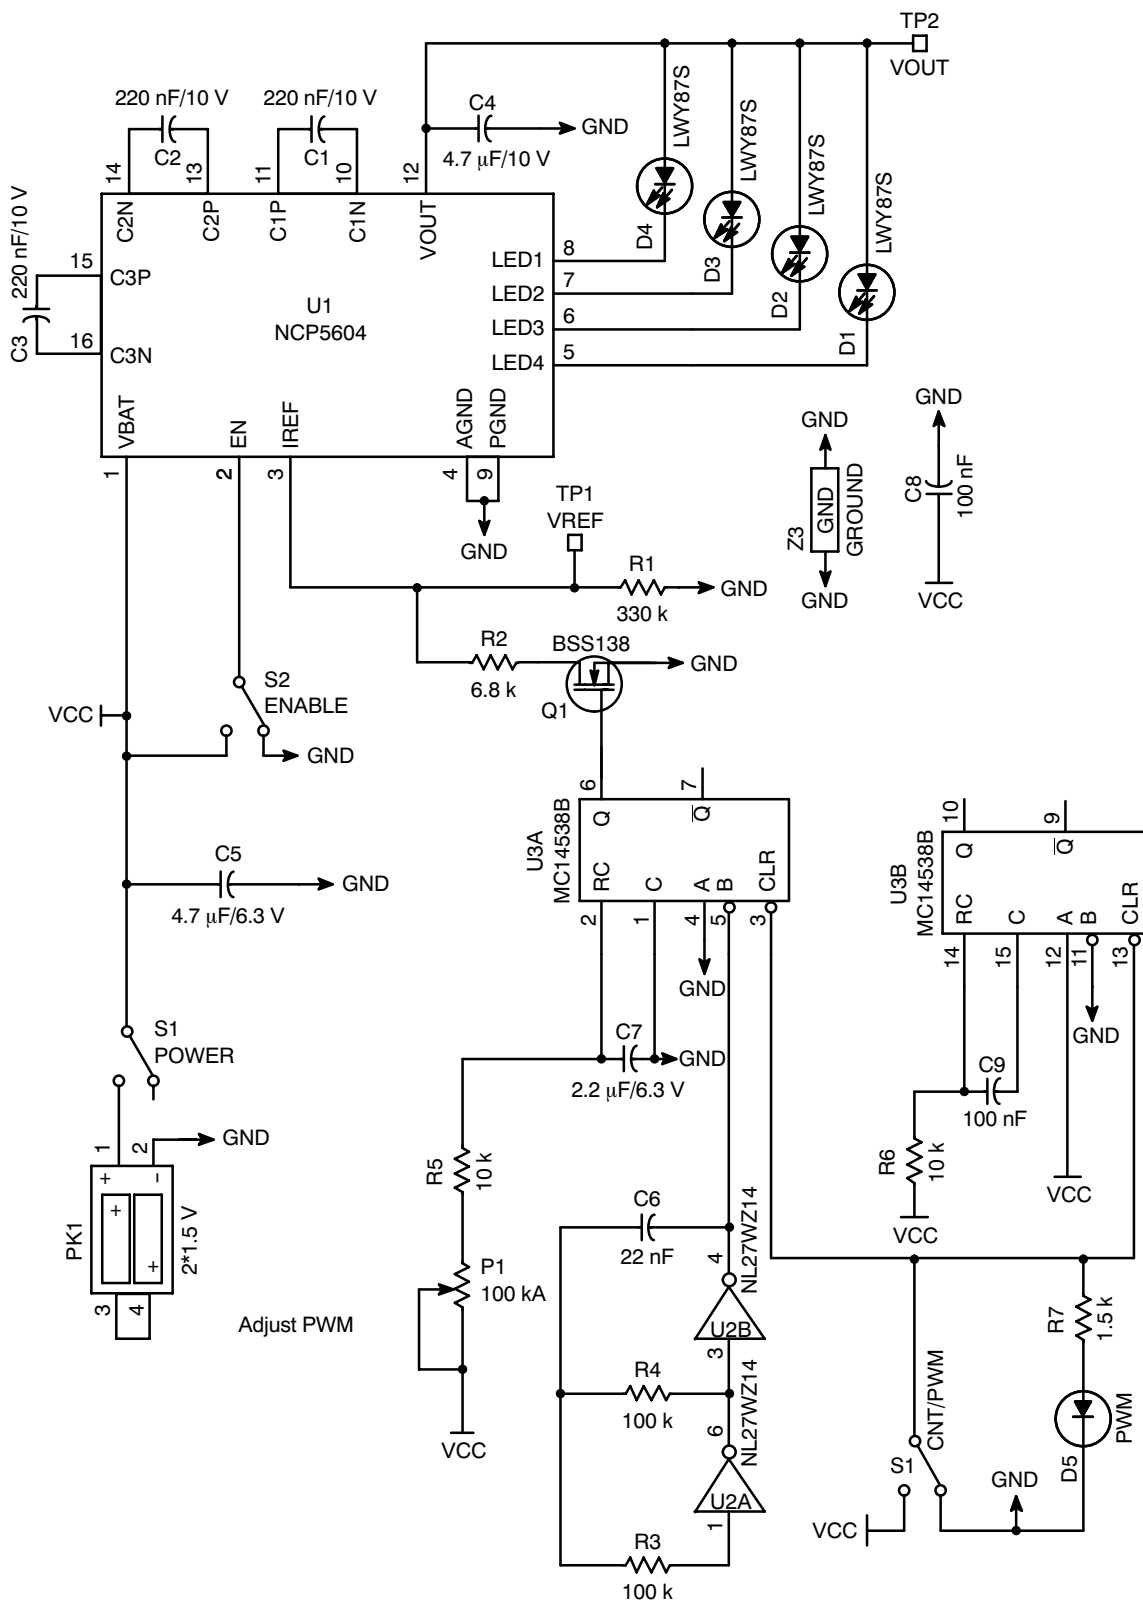 TP2
VOUT
220 nF/10 V
C2
220 nF/10 V
C1
C4
4.7 μF/10 V
GND
LWY87S
D4
LWY87S
D3
LWY87S
D2
LWY87S
D1
14
13
11
10
12
C2N
C2P
C1P
C1N
VOUT
220 nF/10 V
C3
15
C3P
16
C3N
U1
NCP5604
LED1
8
LED2
7
LED3
6
LED4
5
VBAT
EN
IREF
AGND
PGND
1
2
3
4
9
GND
TP1
VREF
R1
330 k
GND
GND
Z3
GND
GROUND
GND
GND
C8
100 nF
VCC
R2
6.8 k
BSS138
Q1
GND
S2
ENABLE
VCC
GND
C5
4.7 μF/6.3 V
GND
6
7
U3A
MC14538B
Q
Q
RC
C
A
B
CLR
2
1
4
5
3
GND
10
9
U3B
MC14538B
Q
Q
RC
C
A
B
CLR
14
15
12
11
13
GND
S1
POWER
C7
2.2 μF/6.3 V
GND
C9
100 nF
R6
10 k
VCC
VCC
1
2
GND
PK1
+
-
+
+
2*1.5 V
3
4
R5
10 k
P1
100 kA
Adjust PWM
VCC
C6
22 nF
4
NL27WZ14
U2B
3
R4
100 k
6
NL27WZ14
U2A
1
R3
100 k
R7
1.5 k
CNT/PWM
S1
VCC
GND
D5
PWM